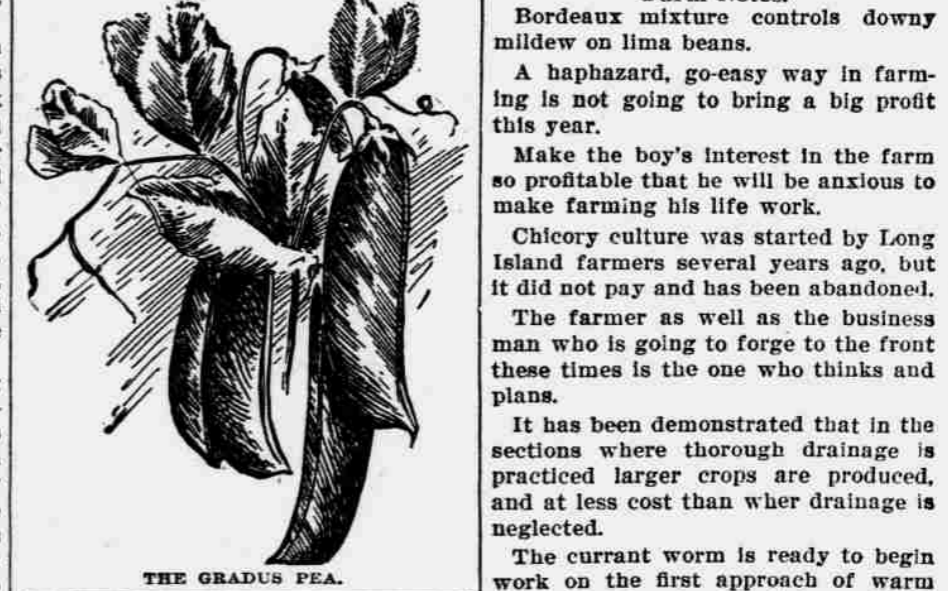 THE GRADUS PEA.
Bordeaux mixture controls downy
mildew on lima beans.
A haphazard, go-easy way in farm-
ing is not going to bring a big profit
this year.
Make the boy's interest in the farm
so profitable that he will be anxious to
make farming his life work.
Chicory culture was started by Long
Island farmers several years ago, but
it did not pay and has been abandoned.
The farmer as well as the business
man who is going to forge to the front
these times is the one who thinks and
plans.
It has been demonstrated that in the
sections where thorough drainage is
practiced larger crops are produced,
and at less cost than wher drainage is
neglected.
The currant worm is ready to begin
work on the first approach of warm